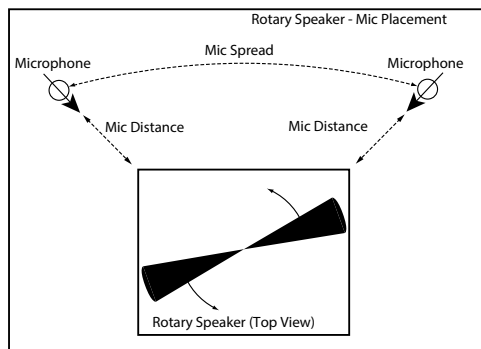 Rotary Speaker - Mic Placement
Mic Spread
Microphone
Microphone
Mic Distance
Mic Distance
Rotary Speaker (Top View)